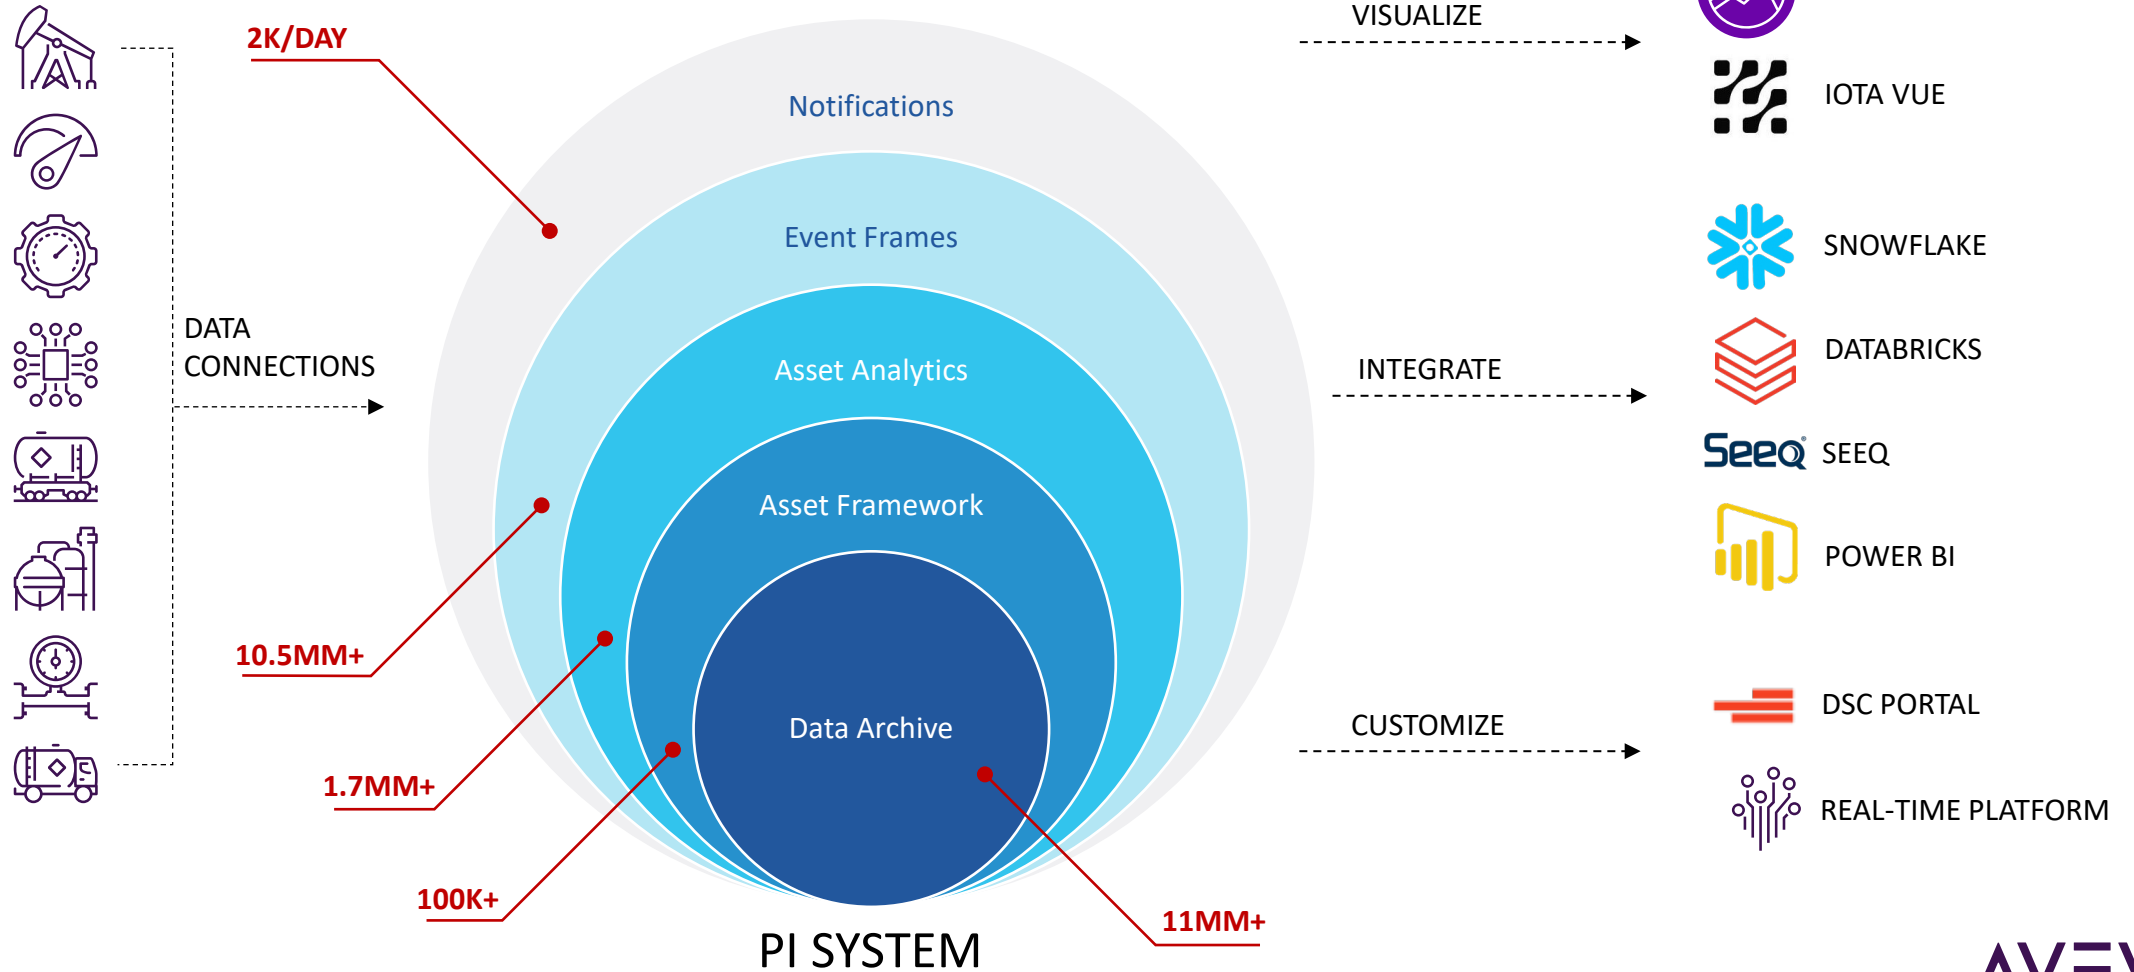 VISUALIZE
2K/DAY
Notifications
IOTA VUE
Event Frames
SNOWFLAKE
DATA
CONNECTIONS
Asset Analytics
INTEGRATE
DATABRICKS
Seeq SEEQ
Asset Framework
POWER BI
10.5MM+
DSC PORTAL
CUSTOMIZE
Data Archive
1.7MM+
REAL-TIME PLATFORM
100K+
11MM+
PI SYSTEM